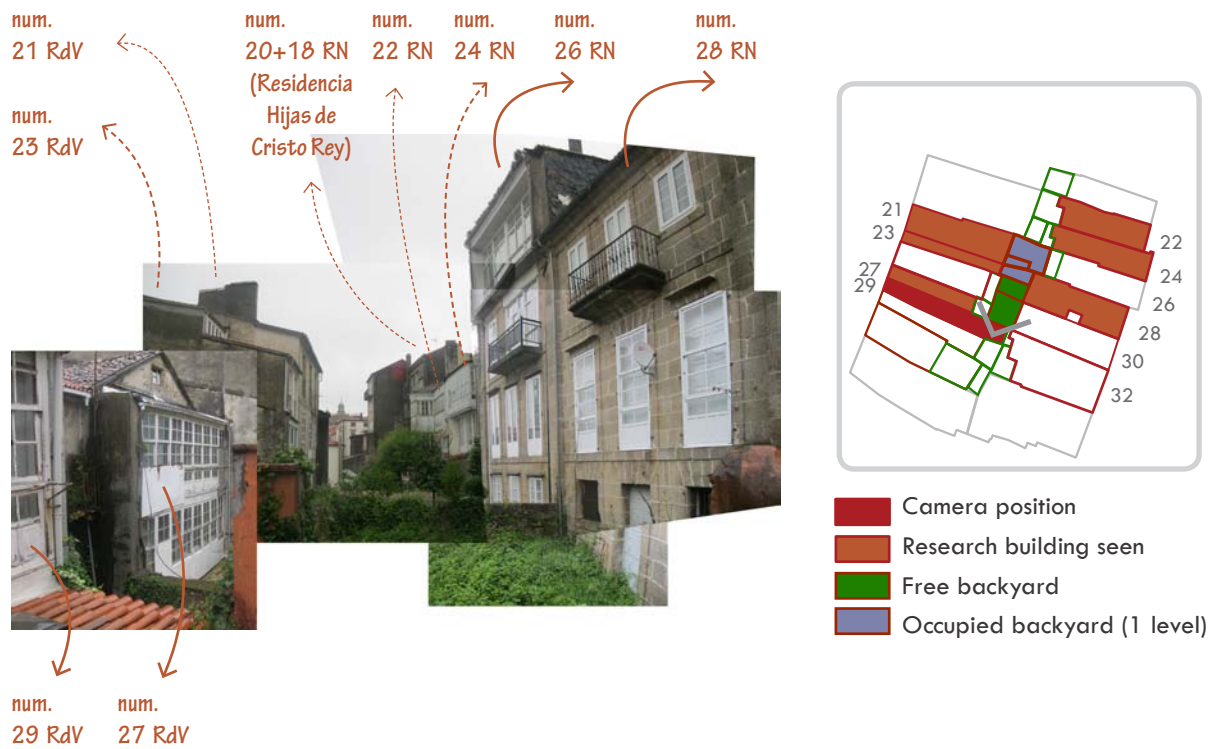 num.
21 RdV
num.
20+18 RN
(Residencia
Hijas de
Cristo Rey)
num.
22 RN
num.
24 RN
num.
26 RN
num.
28 RN
num.
23 RdV
num.
29 RdV
num.
27 RdV
21
23
27
29
22
24
26
28
30
32
Camera position
Research building seen
Free backyard
Occupied backyard (1 level)